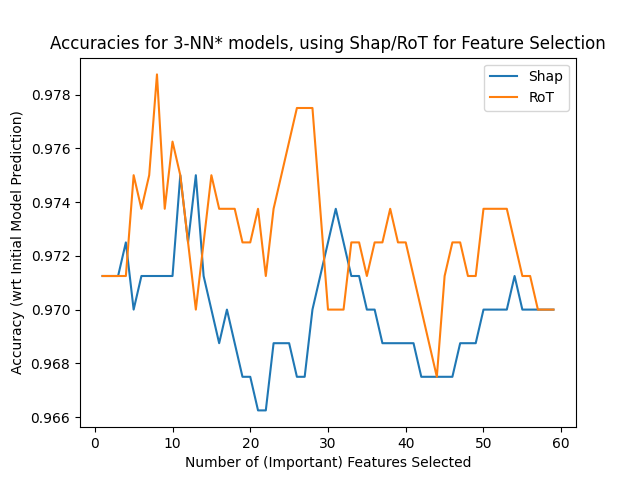 Accuracies for 3-NN* models, using Shap/RoT for Feature Selection
Shap
RoT
Accuracy (wrt Initial Model Prediction)
0.978
0.976
0.974
0.972
0.970
0.968
0.966
0 10 20 30 40 50 60
Number of (Important) Features Selected